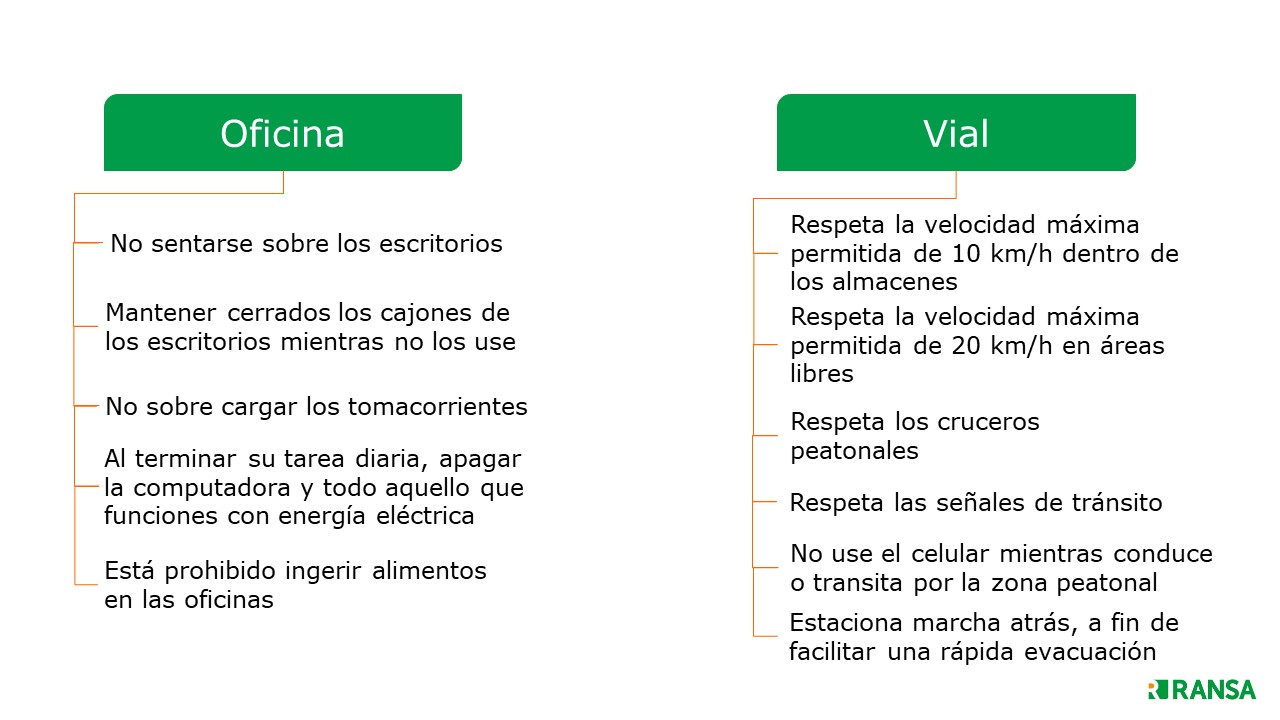 Oficina
No sentarse sobre los escritorios
Mantener cerrados los cajones de
los escritorios mientras no los use
No sobre cargar los tomacorrientes
Al terminar su tarea diaria, apagar
la computadora y todo aquello que
funciones con energía eléctrica
Está prohibido ingerir alimentos
en las oficinas
Vial
Respeta la velocidad máxima
permitida de 10 km/h dentro de
los almacenes
Respeta la velocidad máxima
permitida de 20 km/h en áreas
libres
Respeta los cruceros
peatonales
Respeta las señales de tránsito
No use el celular mientras conduce
o transita por la zona peatonal
Estaciona marcha atrás, a fin de
facilitar una rápida evacuación
RANSA